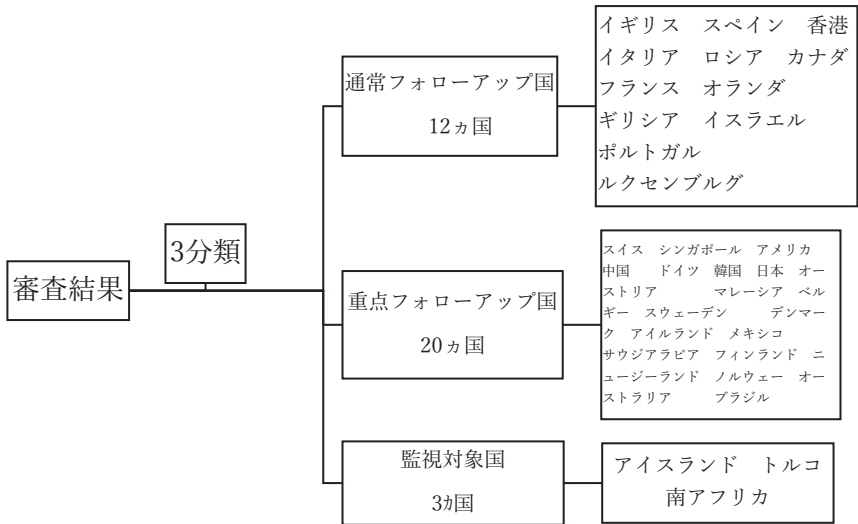 審査結果
3分類
通常フォローアップ国
12ヵ国
イギリス　スペイン　香港
イタリア　ロシア　カナダ
フランス　オランダ
ギリシア　イスラエル
ポルトガル
ルクセンブルグ
重点フォローアップ国
20ヵ国
スイス　シンガポール　アメリカ
中国　　ドイツ　韓国　日本　オー
ストリア　　　　マレーシア　ベル
ギー　スウェーデン　　　デンマー
ク　アイルランド　メキシコ
サウジアラビア　フィンランド　ニ
ュージーランド　ノルウェー　オー
ストラリア　　　ブラジル
監視対象国
3ｶ国
アイスランド　トルコ
南アフリカ